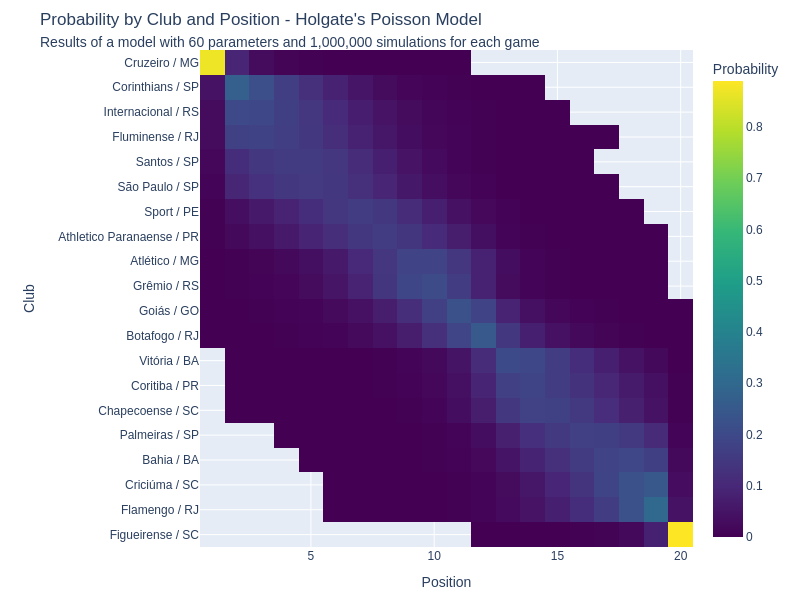 Probability by Club and Position - Holgate's Poisson Model
Results of a model with 60 parameters and 1,000,000 simulations for each game
Probability
Cruzeiro / MG
Corinthians / SP
Internacional / RS
Fluminense / RJ
Santos / SP
São Paulo / SP
Sport / PE
Athletico Paranaense / PR
Atlético / MG
Grêmio / RS
Goiás / GO
Botafogo / RJ
Vitória / BA
Coritiba / PR
Chapecoense / SC
Palmeiras / SP
Bahia / BA
Criciúma / SC
Flamengo / RJ
Figueirense / SC
Club
5
10
15
20
Position
0.8
0.7
0.6
0.5
0.4
0.3
0.2
0.1
0